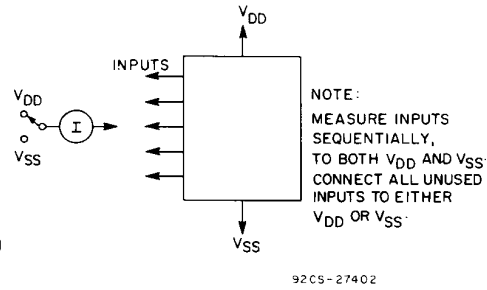 VDD
INPUTS
VDD
I
VSS
NOTE:
MEASURE INPUTS
SEQUENTIALLY,
TO BOTH VDD AND VSS.
CONNECT ALL UNUSED
INPUTS TO EITHER
VDD OR VSS.
VSS
92CS-27402